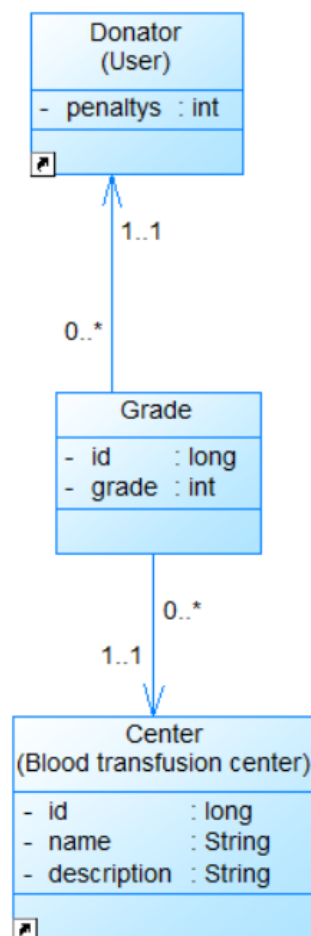 Donator
(User)
- penaltys : int
1..1
0..*
Grade
- id : long
- grade : int
0..*
1..1
Center
(Blood transfusion center)
- id : long
- name : String
- description : String